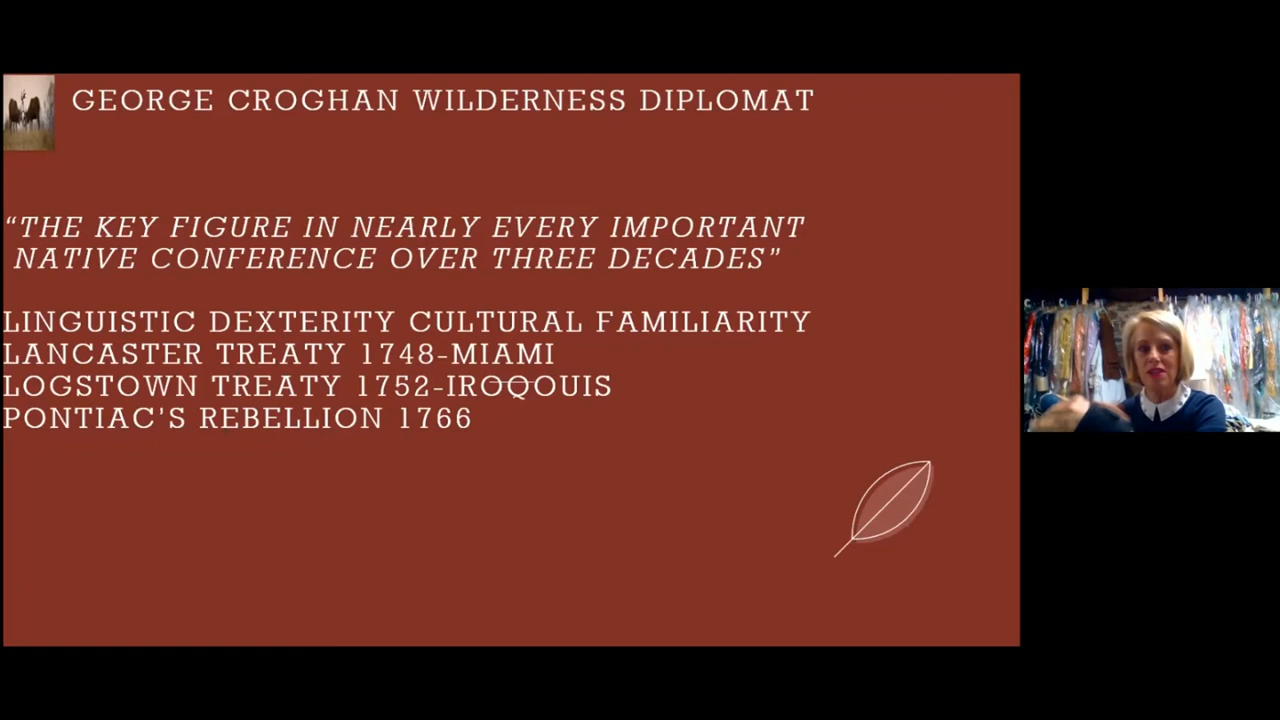 GEORGE CROGHAN WILDERNESS DIPLOMAT
“THE KEY FIGURE IN NEARLY EVERY IMPORTANT
NATIVE CONFERENCE OVER THREE DECADES”
LINGUISTIC DEXTERITY CULTURAL FAMILIARITY
LANCASTER TREATY 1748-MIAMI
LOGSTOWN TREATY 1752-IROQOUIS
PONTIAC’S REBELLION 1766